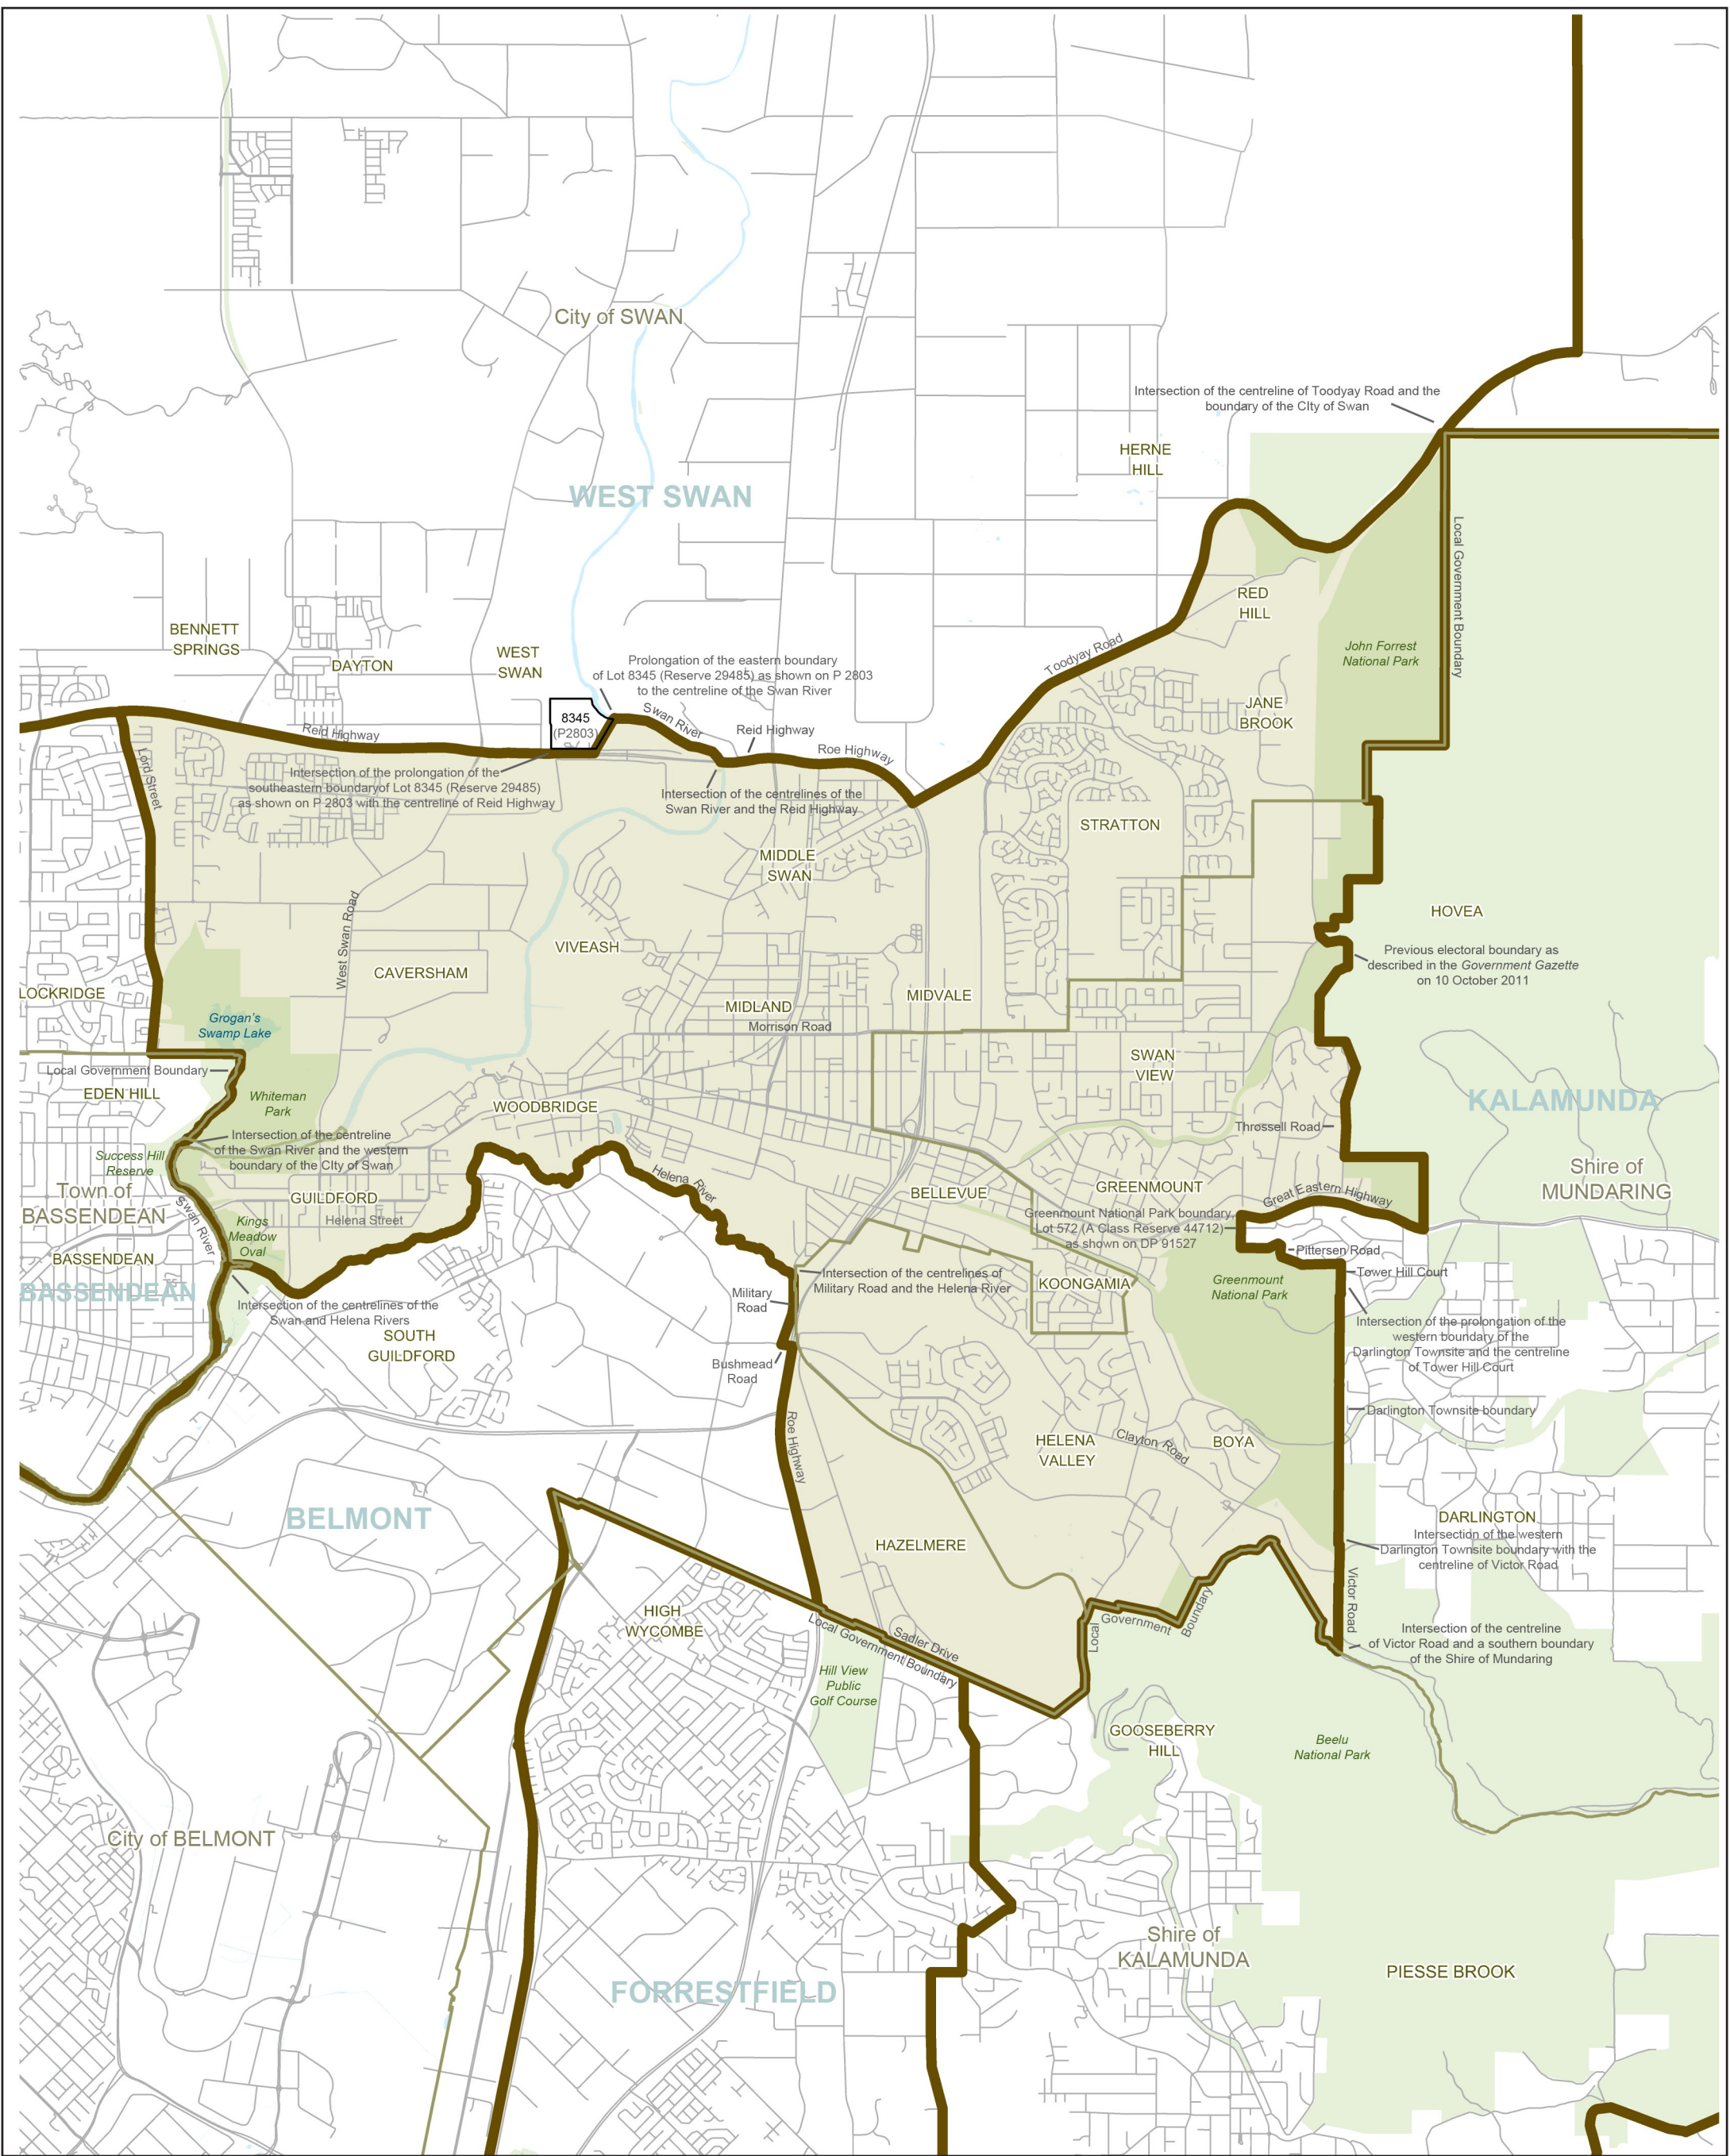 City of SWAN
Intersection of the centreline of Toodyay Road and the
boundary of the CIty of Swan
HERNE
HILL
WEST SWAN
Local Government Boundary
RED
HILL
John Forrest
National Park
BENNETT
SPRINGS
DAYTON
WEST
SWAN
Prolongation of the eastern boundary
of Lot 8345 (Reserve 29485) as shown on P 2803
to the centreline of the Swan River
Toodyay Road
JANE
BROOK
8345
(P2803)
Swan River
Reid Highway
Reid Highway
Roe Highway
Lord Street
Intersection of the prolongation of the
southeastern boundaryof Lot 8345 (Reserve 29485)
as shown on P 2803 with the centreline of Reid Highway
Intersection of the centrelines of the
Swan River and the Reid Highway
STRATTON
MIDDLE
SWAN
HOVEA
West Swan Road
VIVEASH
CAVERSHAM
Previous electoral boundary as
described in the Government Gazette
on 10 October 2011
LOCKRIDGE
MIDLAND
MIDVALE
Grogan's
Swamp Lake
Morrison Road
SWAN
VIEW
Local Government Boundary
EDEN HILL
Whiteman
Park
WOODBRIDGE
KALAMUNDA
Throssell Road
Intersection of the centreline
of the Swan River and the western
boundary of the CIty of Swan
Success Hill
Reserve
Shire of
MUNDARING
Town of
BASSENDEAN
GUILDFORD
Helena River
BELLEVUE
GREENMOUNT
Great Eastern Highway
Swan River
Kings
Meadow
Oval
Helena Street
Greenmount National Park boundary,
Lot 572 (A Class Reserve 44712)
as shown on DP 91527
BASSENDEAN
Pittersen Road
BASSENDEAN
Intersection of the centrelines of
Military Road and the Helena River
KOONGAMIA
Greenmount
National Park
Tower Hill Court
Military
Road
Intersection of the centrelines of the
Swan and Helena Rivers
SOUTH
GUILDFORD
Intersection of the prolongation of the
western boundary of the
Darlington Townsite and the centreline
of Tower Hill Court
Bushmead
Road
Darlington Townsite boundary
Roe Highway
HELENA
VALLEY
Clayton Road
BOYA
BELMONT
DARLINGTON
Intersection of the western
Darlington Townsite boundary with the
centreline of Victor Road
HAZELMERE
Victor Road
HIGH
WYCOMBE
Local Government Boundary
Sadler Drive
Local Government Boundary
Intersection of the centreline
of Victor Road and a southern boundary
of the Shire of Mundaring
Hill View
Public
Golf Course
GOOSEBERRY
HILL
Beelu
National Park
City of BELMONT
Shire of
KALAMUNDA
PIESSE BROOK
FORRESTFIELD